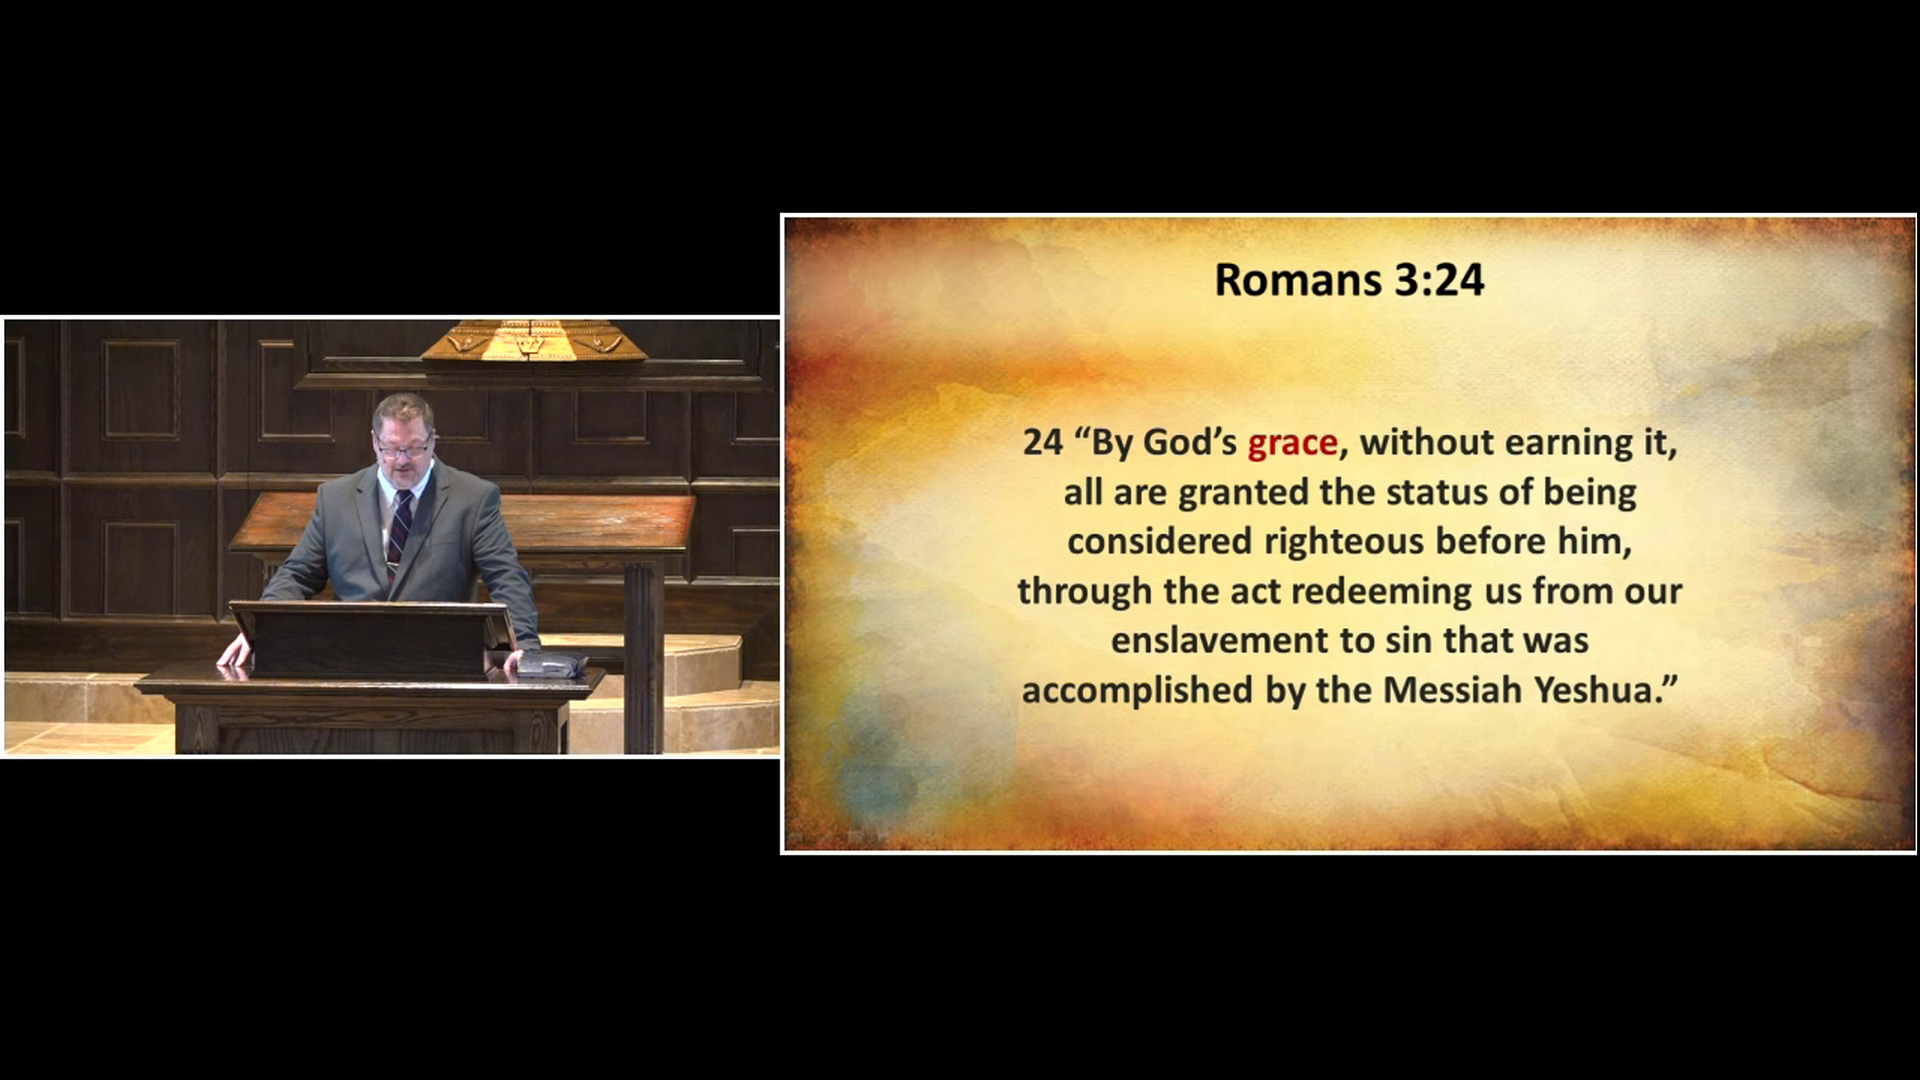 Romans 3:24
24 “By God’s grace, without earning it,
all are granted the status of being
considered righteous before him,
through the act redeeming us from our
enslavement to sin that was
accomplished by the Messiah Yeshua.”